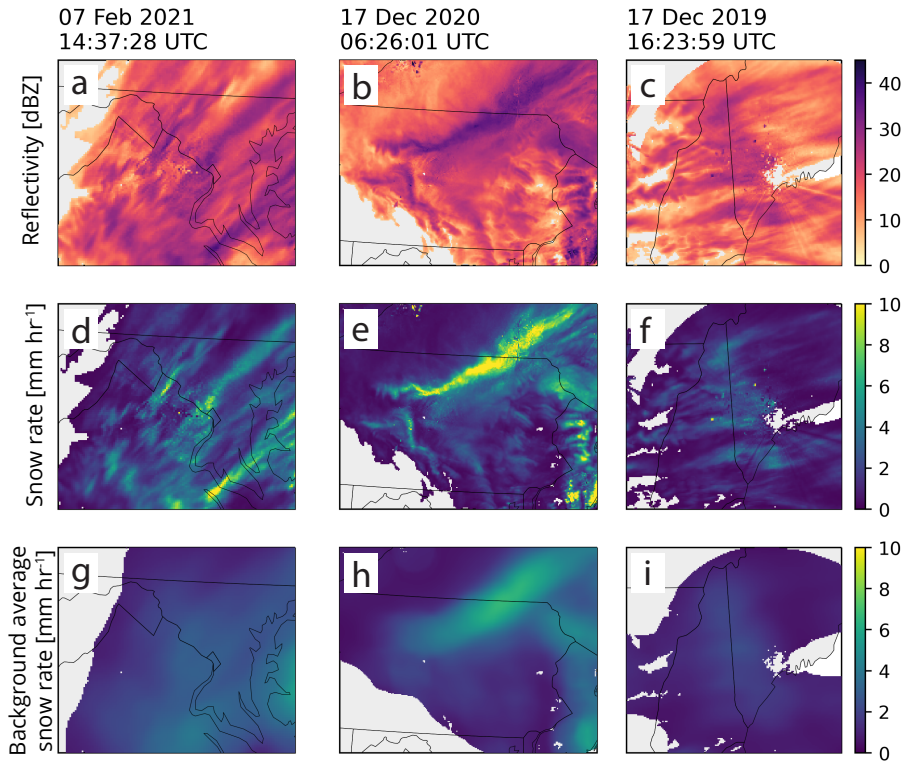 07 Feb 2021
14:37:28 UTC
17 Dec 2020
06:26:01 UTC
17 Dec 2019
16:23:59 UTC
Reflectivity [dBZ]
a
b
c
40
30
20
10
0
Snow rate [mm hr⁻¹]
d
e
f
10
8
6
4
2
0
Background average
snow rate [mm hr⁻¹]
g
h
i
10
8
6
4
2
0